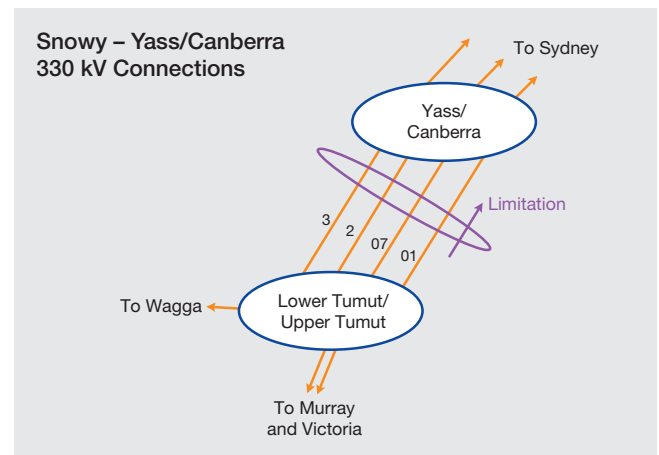 Snowy – Yass/Canberra
330 kV Connections
To Sydney
Yass/
Canberra
Limitation
3
2
07
01
To Wagga
Lower Tumut/
Upper Tumut
To Murray
and Victoria